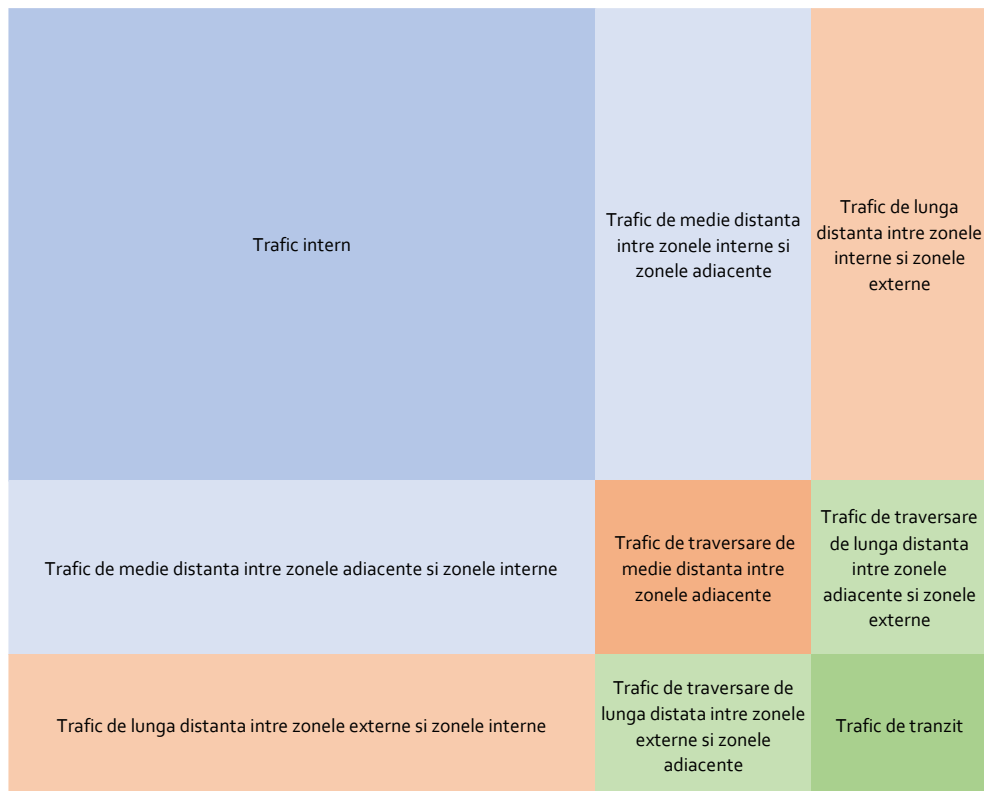 Trafic intern
Trafic de medie distanta
intre zonele interne si
zonele adiacente
Trafic de lunga
distanta intre zonele
interne si zonele
externe
Trafic de medie distanta intre zonele adiacente si zonele interne
Trafic de traversare de
medie distanta intre
zonele adiacente
Trafic de traversare
de lunga distanta
intre zonele
adiacente si zonele
externe
Trafic de lunga distanta intre zonele externe si zonele interne
Trafic de traversare de
lunga distata intre zonele
externe si zonele
adiacente
Trafic de tranzit